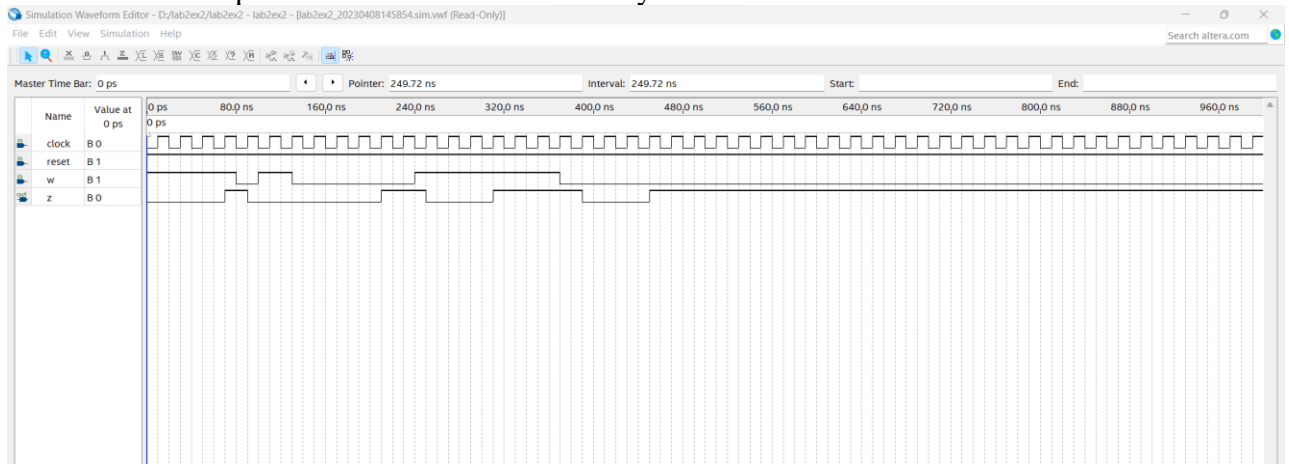 Simulation Waveform Editor - D:/lab2ex2/lab2ex2 - lab2ex2 - [lab2ex2_20230408145854.sim.vwf (Read-Only)]
File Edit View Simulation Help
Search altera.com
Master Time Bar: 0 ps Pointer: 249.72 ns Interval: 249.72 ns Start: End:
Name Value at 0 ps
0 ps 80.0 ns 160.0 ns 240.0 ns 320.0 ns 400.0 ns 480.0 ns 560.0 ns 640.0 ns 720.0 ns 800.0 ns 880.0 ns 960.0 ns
0 ps
clock B 0
reset B 1
w B 1
z B 0